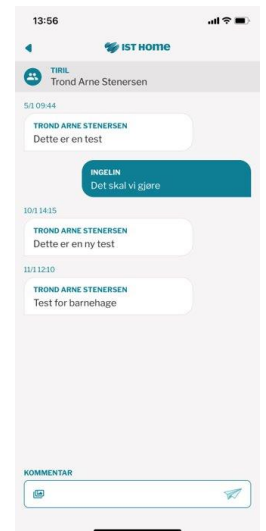 13:56
IST Home
TIRIL
Trond Arne Stenersen
5/1 09:44
TROND ARNE STENERSEN
Dette er en test
INGELIN
Det skal vi gjøre
10/1 14:15
TROND ARNE STENERSEN
Dette er en ny test
11/1 12:10
TROND ARNE STENERSEN
Test for barnehage
KOMMENTAR